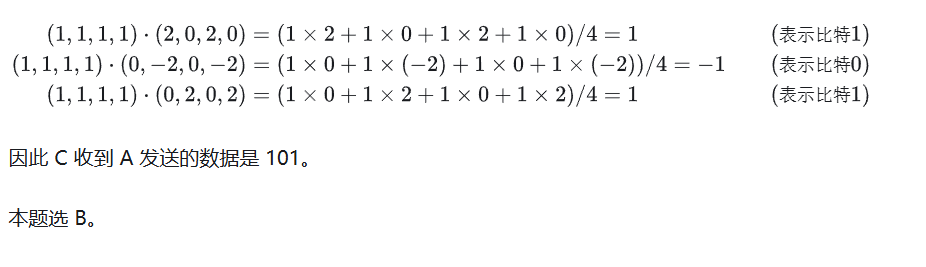 (1,1,1,1)·(2,0,2,0)=(1×2+1×0+1×2+1×0)/4=1 (表示比特1)
(1,1,1,1)·(0,−2,0,−2)=(1×0+1×(−2)+1×0+1×(−2))/4=−1 (表示比特0)
(1,1,1,1)·(0,2,0,2)=(1×0+1×2+1×0+1×2)/4=1 (表示比特1)
因此 C 收到 A 发送的数据是 101。
本题选 B。